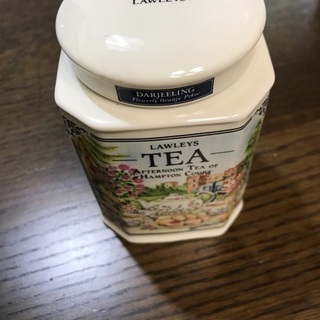 LAWLEYS
DARJEELING
Flowery Orange Pekoe
LAWLEYS
TEA
AFTERNOON TEA OF
HAMPTON COURT